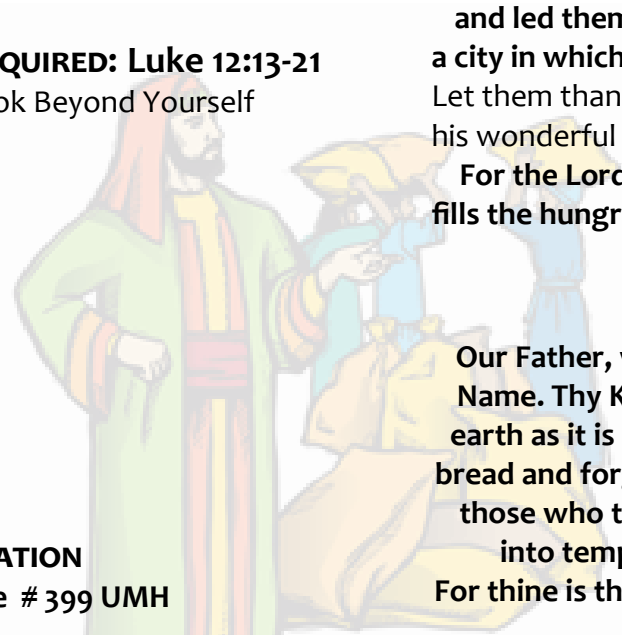 QUIRED: Luke 12:13-21
ok Beyond Yourself
ATION
e # 399 UMH
and led them
a city in which
Let them than
his wonderful
For the Lord
fills the hungr
Our Father,
Name. Thy K
earth as it is
bread and forg
those who t
into temp
For thine is th